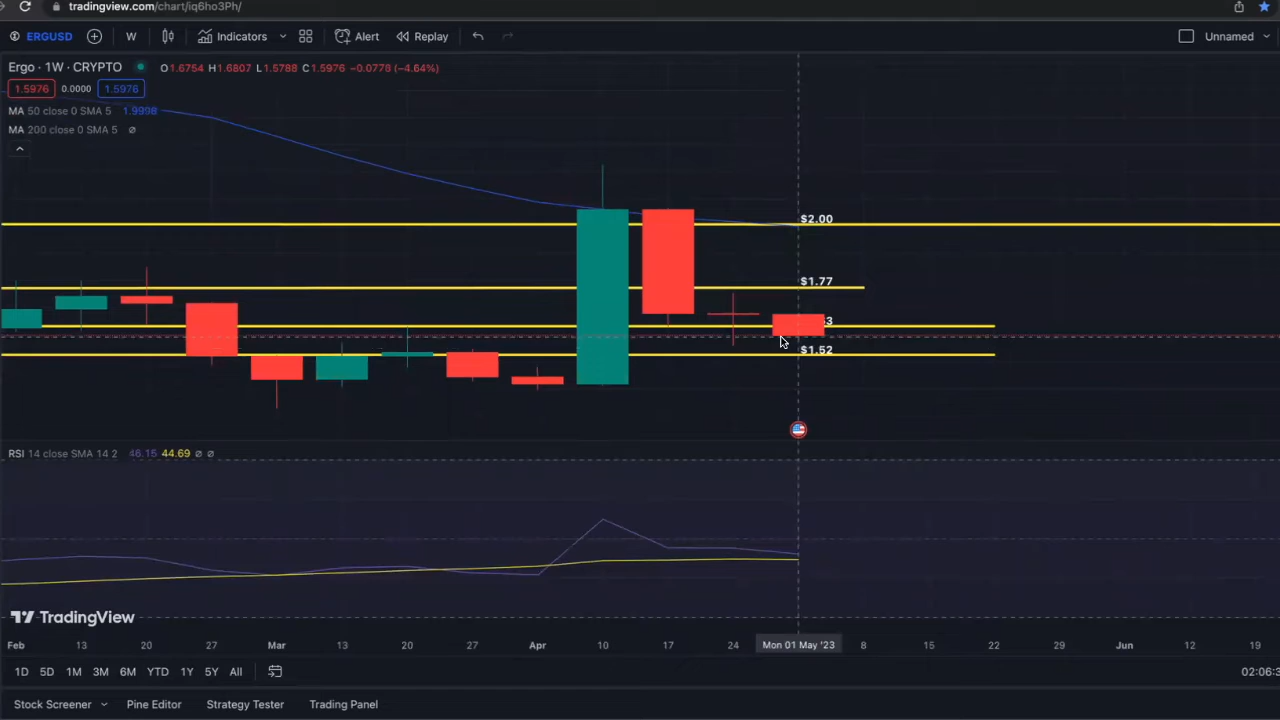 tradingview.com/chart/iq6ho3Ph/
ERGUSD W Indicators Alert Replay Unnamed
Ergo · 1W · CRYPTO O1.6754 H1.6807 L1.5788 C1.5976 −0.0778 (−4.64%)
1.5976 0.0000 1.5976
MA 50 close 0 SMA 5 1.9998
MA 200 close 0 SMA 5 ∅
$2.00
$1.77
3
$1.52
RSI 14 close SMA 14 2 46.15 44.69 ∅ ∅
TradingView
Feb 13 20 27 Mar 13 20 27 Apr 10 17 24 Mon 01 May '23 8 15 22 29 Jun 12 19
1D 5D 1M 3M 6M YTD 1Y 5Y All 02:06:3
Stock Screener Pine Editor Strategy Tester Trading Panel